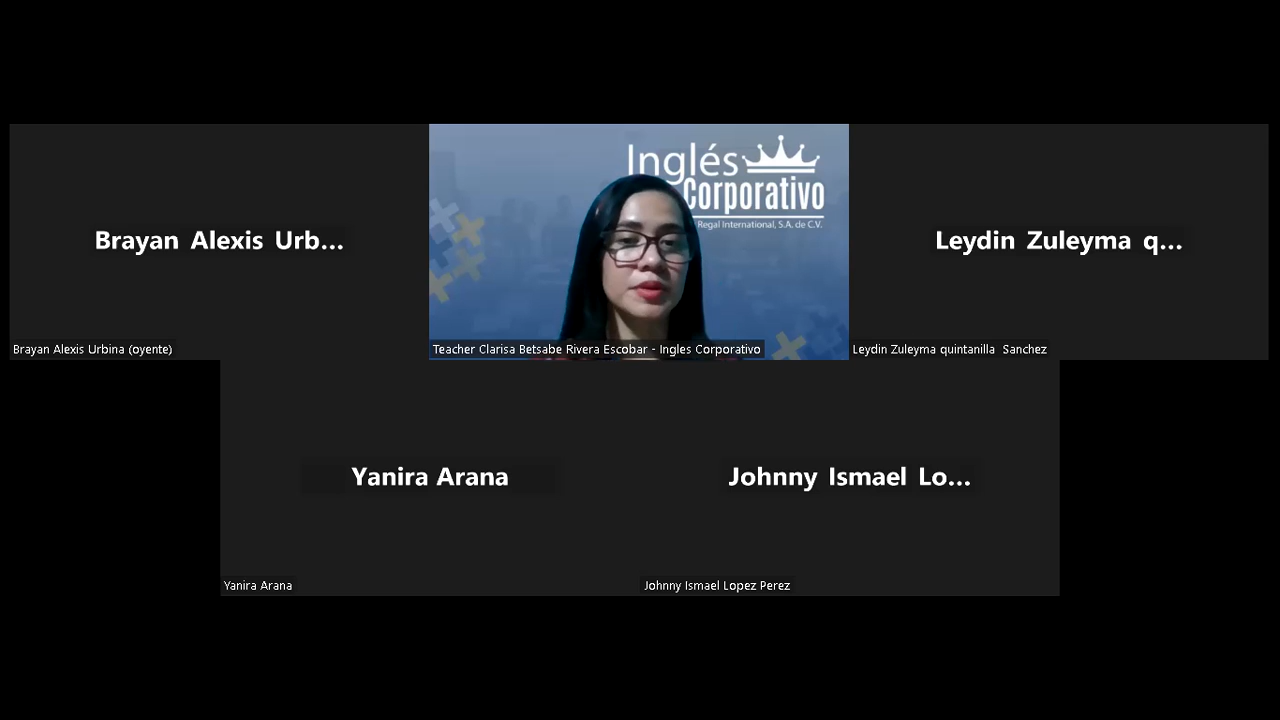 Brayan Alexis Urb...
Inglés
Corporativo
Regal International, S.A. de C.V.
Leydin Zuleyma q...
Brayan Alexis Urbina (oyente)
Teacher Clarisa Betsabe Rivera Escobar - Ingles Corporativo
Leydin Zuleyma quintanilla Sanchez
Yanira Arana
Johnny Ismael Lo...
Yanira Arana
Johnny Ismael Lopez Perez